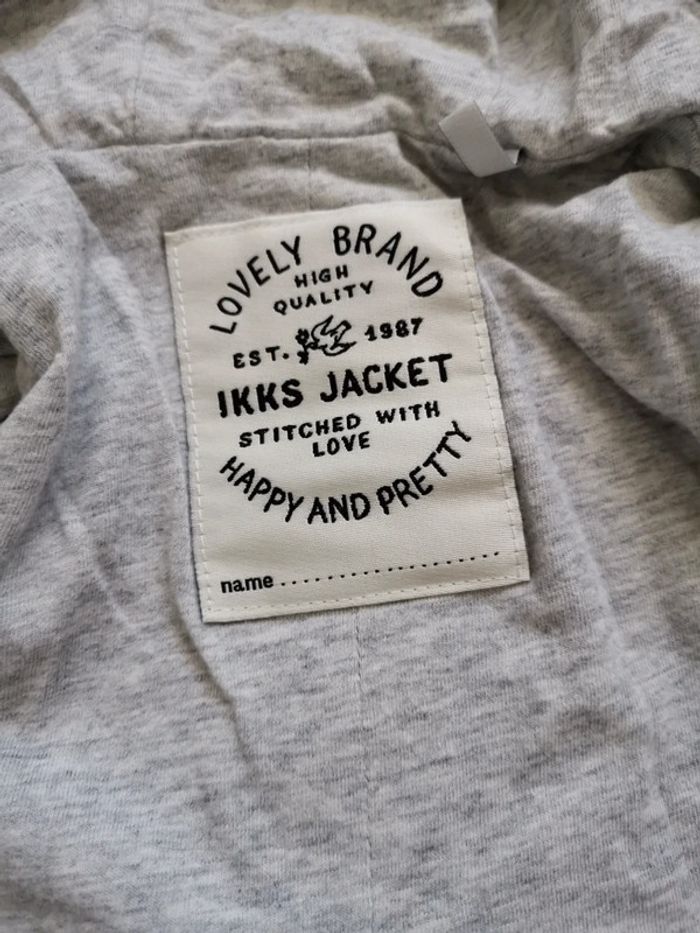 LOVELY BRAND
HIGH
QUALITY
EST. 1987
IKKS JACKET
STITCHED WITH
LOVE
HAPPY AND PRETTY
name ..............................